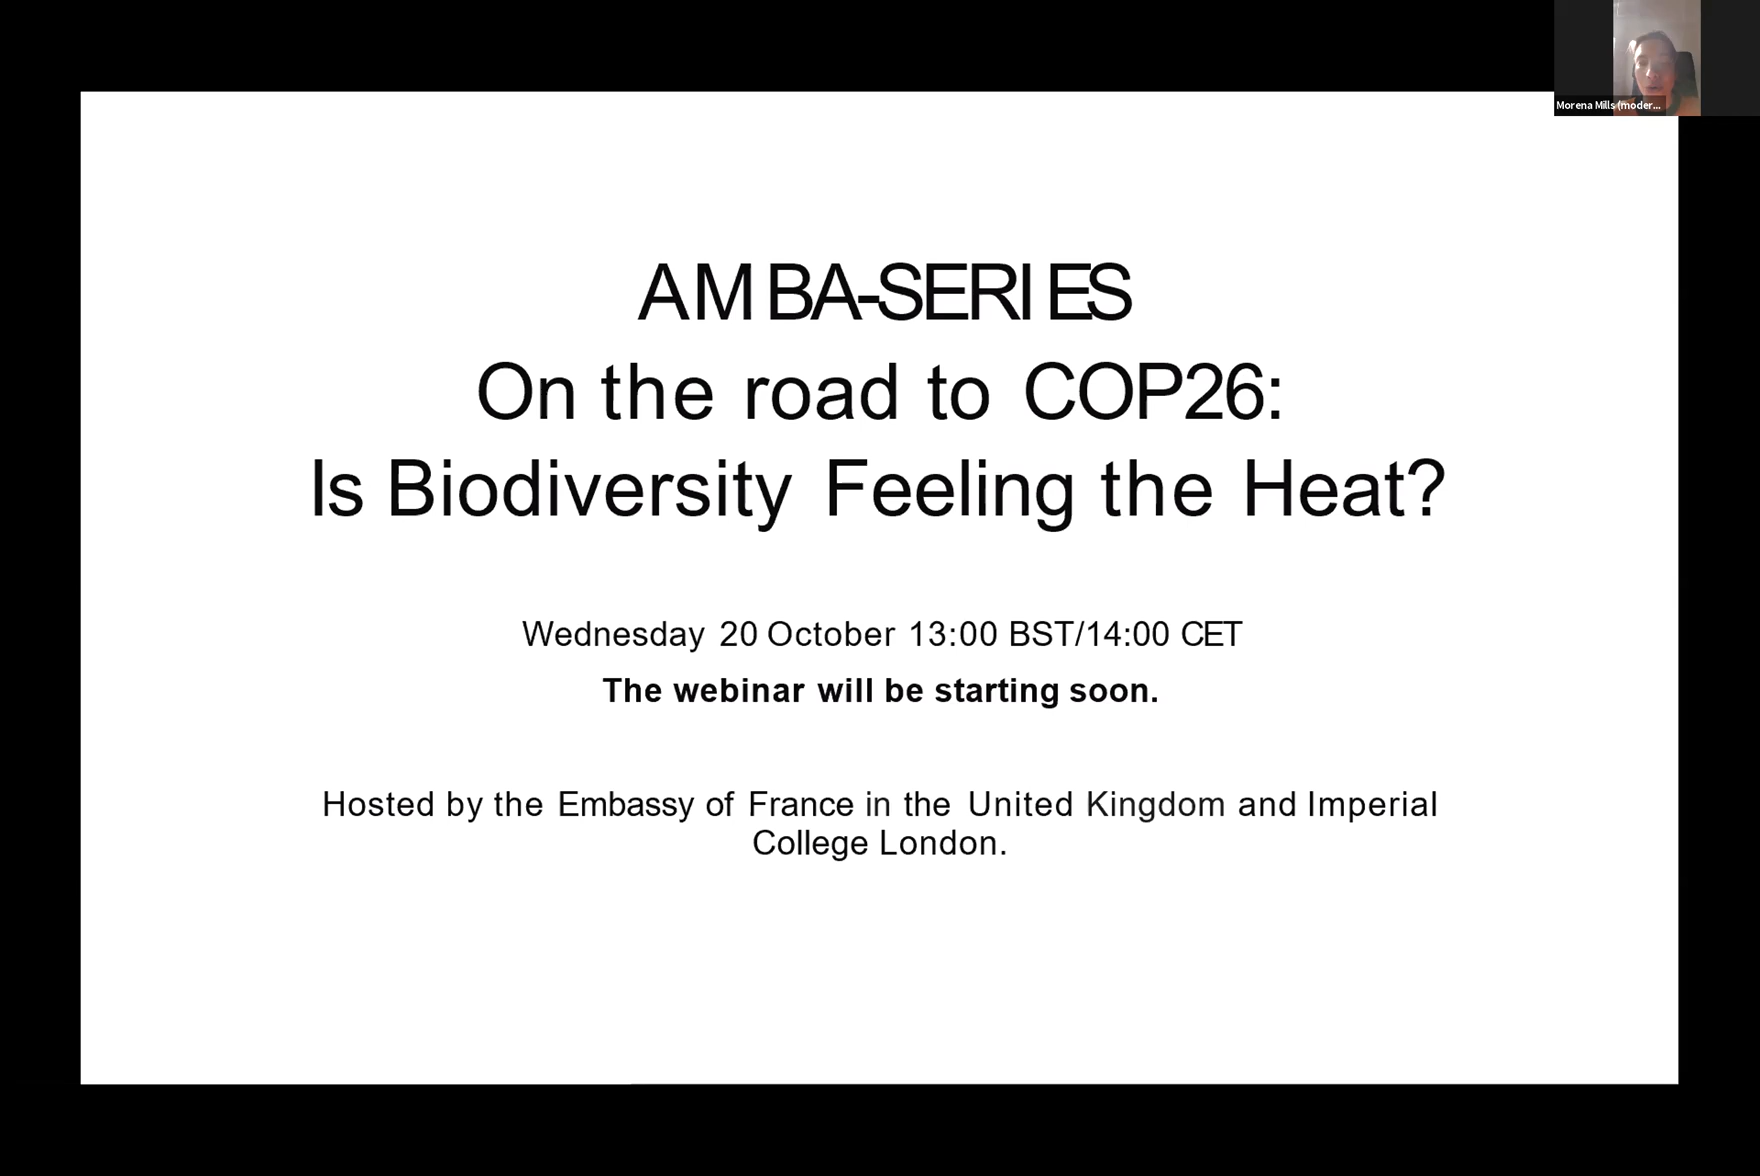 Morena Mills (moder...
AMBA-SERIES
On the road to COP26:
Is Biodiversity Feeling the Heat?
Wednesday 20 October 13:00 BST/14:00 CET
The webinar will be starting soon.
Hosted by the Embassy of France in the United Kingdom and Imperial
College London.